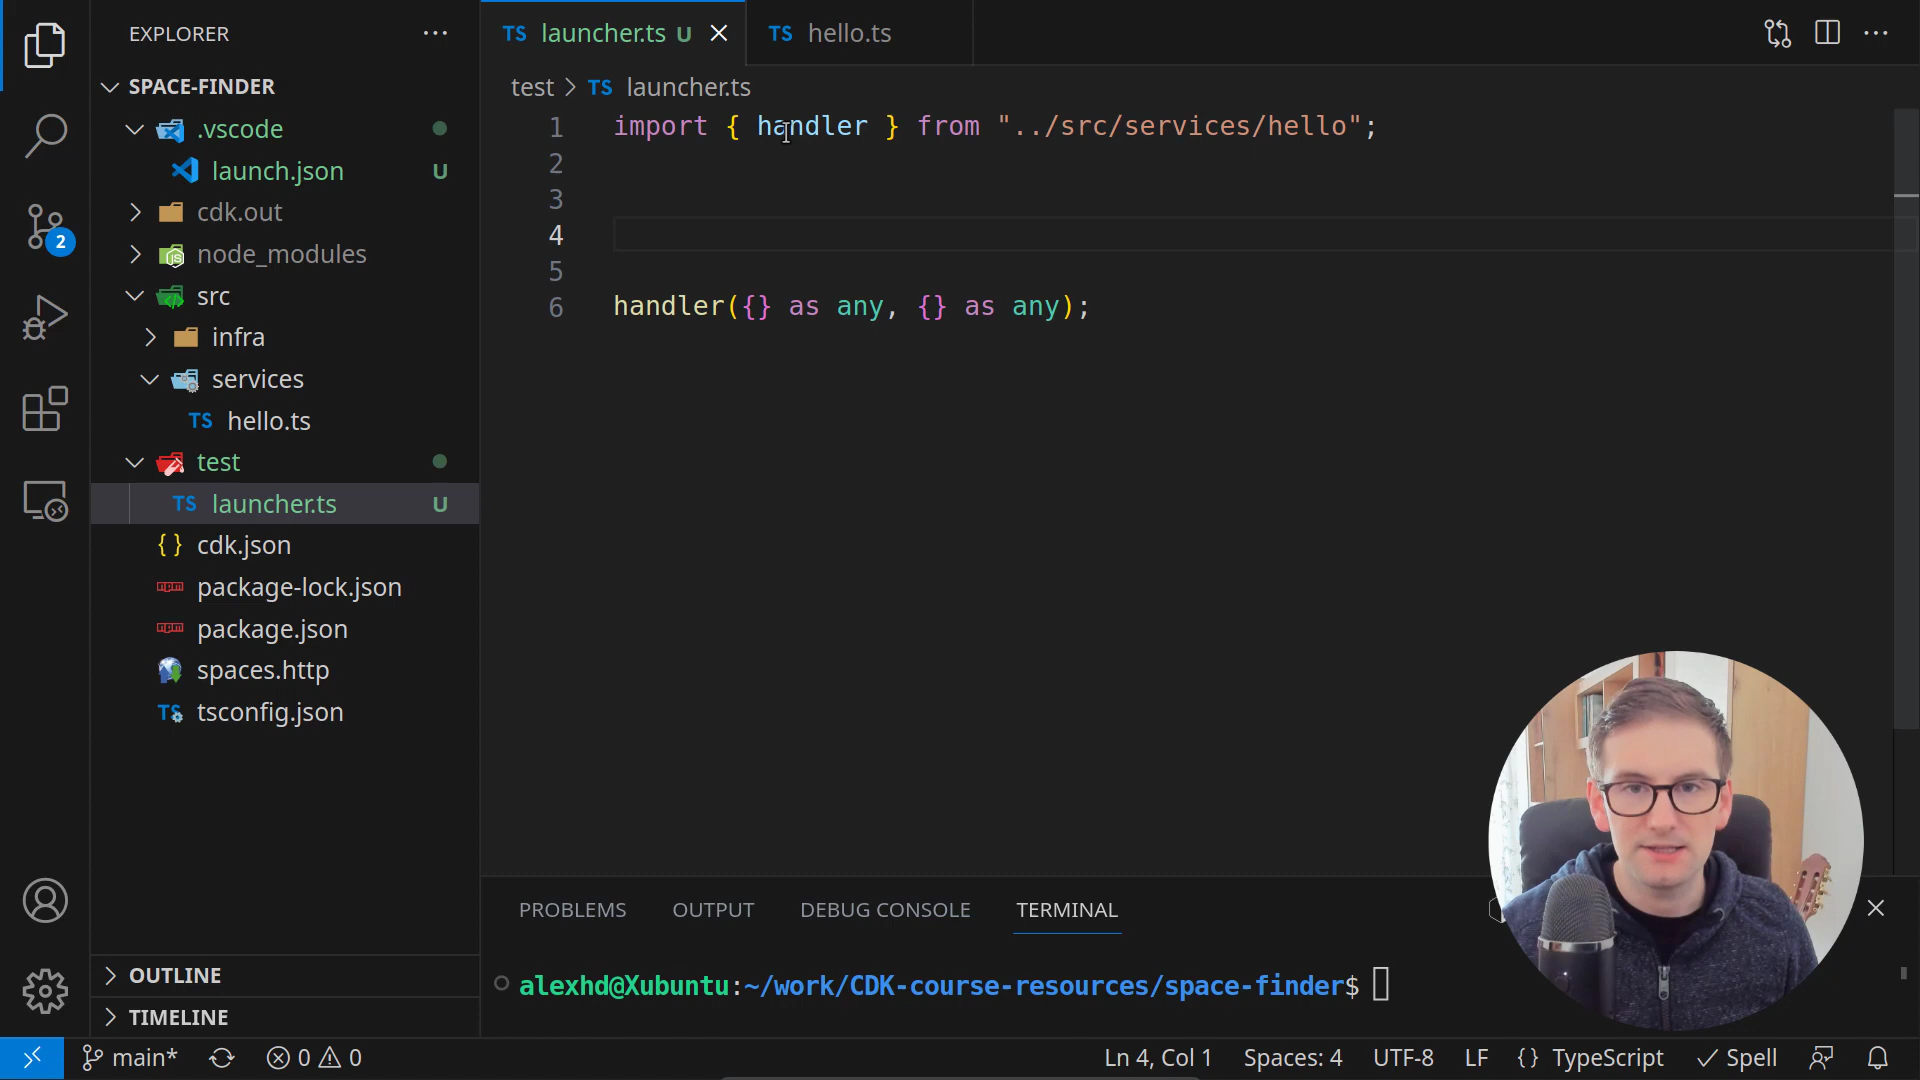 EXPLORER
SPACE-FINDER
.vscode
launch.json U
cdk.out
node_modules
src
infra
services
TS hello.ts
test
TS launcher.ts U
cdk.json
package-lock.json
package.json
spaces.http
TS tsconfig.json
OUTLINE
TIMELINE
TS launcher.ts U
TS hello.ts
test > TS launcher.ts
1 import { handler } from "../src/services/hello";
2
3
4
5
6 handler({} as any, {} as any);
PROBLEMS OUTPUT DEBUG CONSOLE TERMINAL
alexhd@Xubuntu:~/work/CDK-course-resources/space-finder$
2
main* 0 0 Ln 4, Col 1 Spaces: 4 UTF-8 LF {} TypeScript Spell